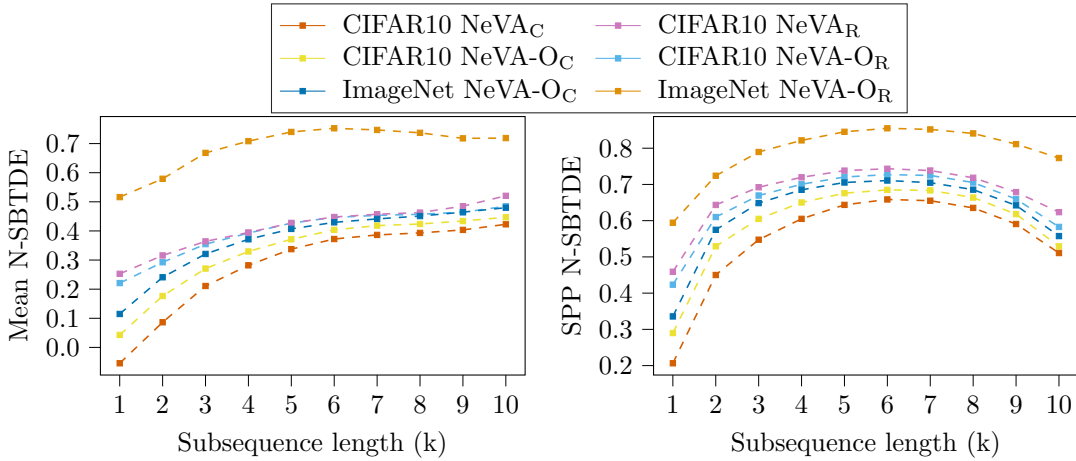 CIFAR10 NeVA_C CIFAR10 NeVA_R
CIFAR10 NeVA-O_C CIFAR10 NeVA-O_R
ImageNet NeVA-O_C ImageNet NeVA-O_R
Mean N-SBTDE
0.7
0.6
0.5
0.4
0.3
0.2
0.1
0.0
1 2 3 4 5 6 7 8 9 10
Subsequence length (k)
SPP N-SBTDE
0.8
0.7
0.6
0.5
0.4
0.3
0.2
1 2 3 4 5 6 7 8 9 10
Subsequence length (k)